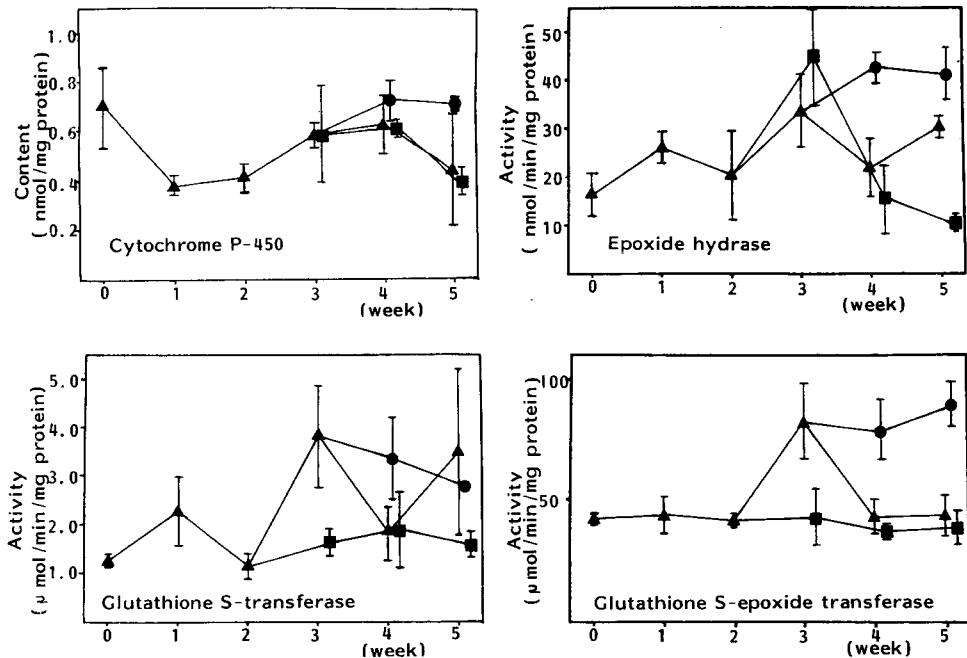 Content
( nmol/mg protein)
1.0
0.8
0.6
0.4
0.2
Cytochrome P-450
0 1 2 3 4 5
(week)
Activity
( nmol/min/mg protein)
50
40
30
20
10
Epoxide hydrase
0 1 2 3 4 5
(week)
Activity
(μmol/min/mg protein)
5.0
4.0
3.0
2.0
1.0
Glutathione S-transferase
0 1 2 3 4 5
(week)
Activity
(μmol/min/mg protein)
100
50
Glutathione S-epoxide transferase
0 1 2 3 4 5
(week)